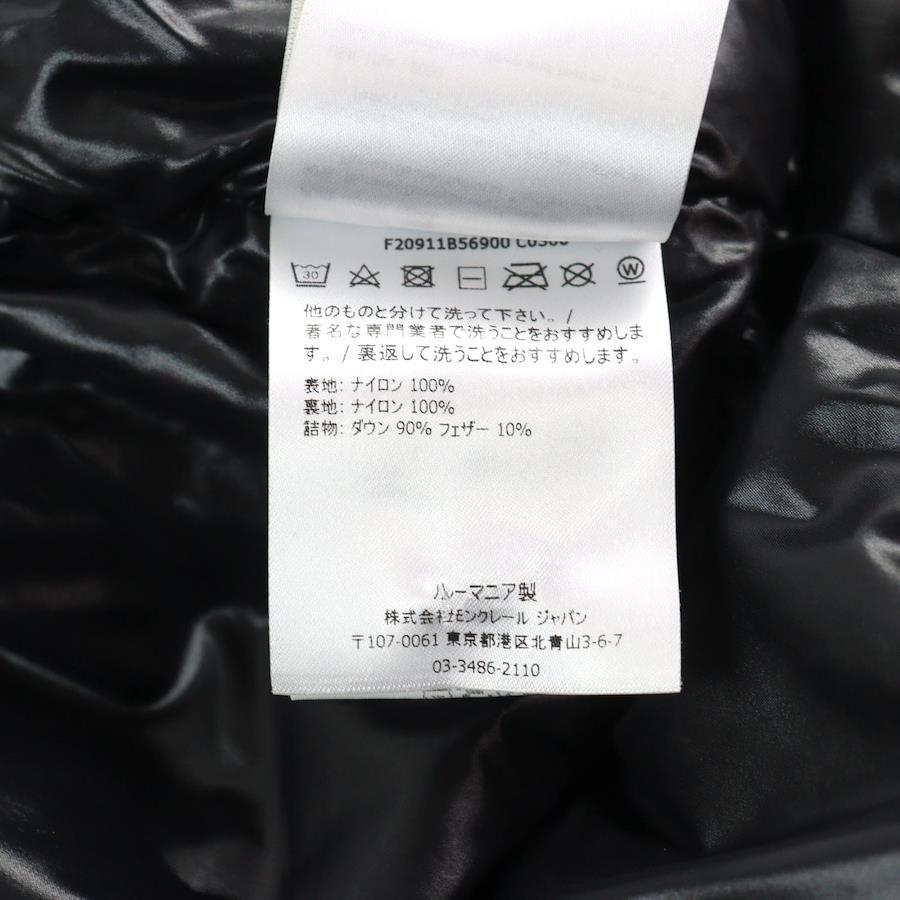 F20911B56900 C0300
30
W
他のものと分けて洗って下さい。/
著名な専門業者で洗うことをおすすめしま
す。/ 裏返して洗うことをおすすめします。
表地: ナイロン 100%
裏地: ナイロン 100%
詰物: ダウン 90% フェザー 10%
ルーマニア製
株式会社モンクレール ジャパン
〒107-0061 東京都港区北青山3-6-7
03-3486-2110